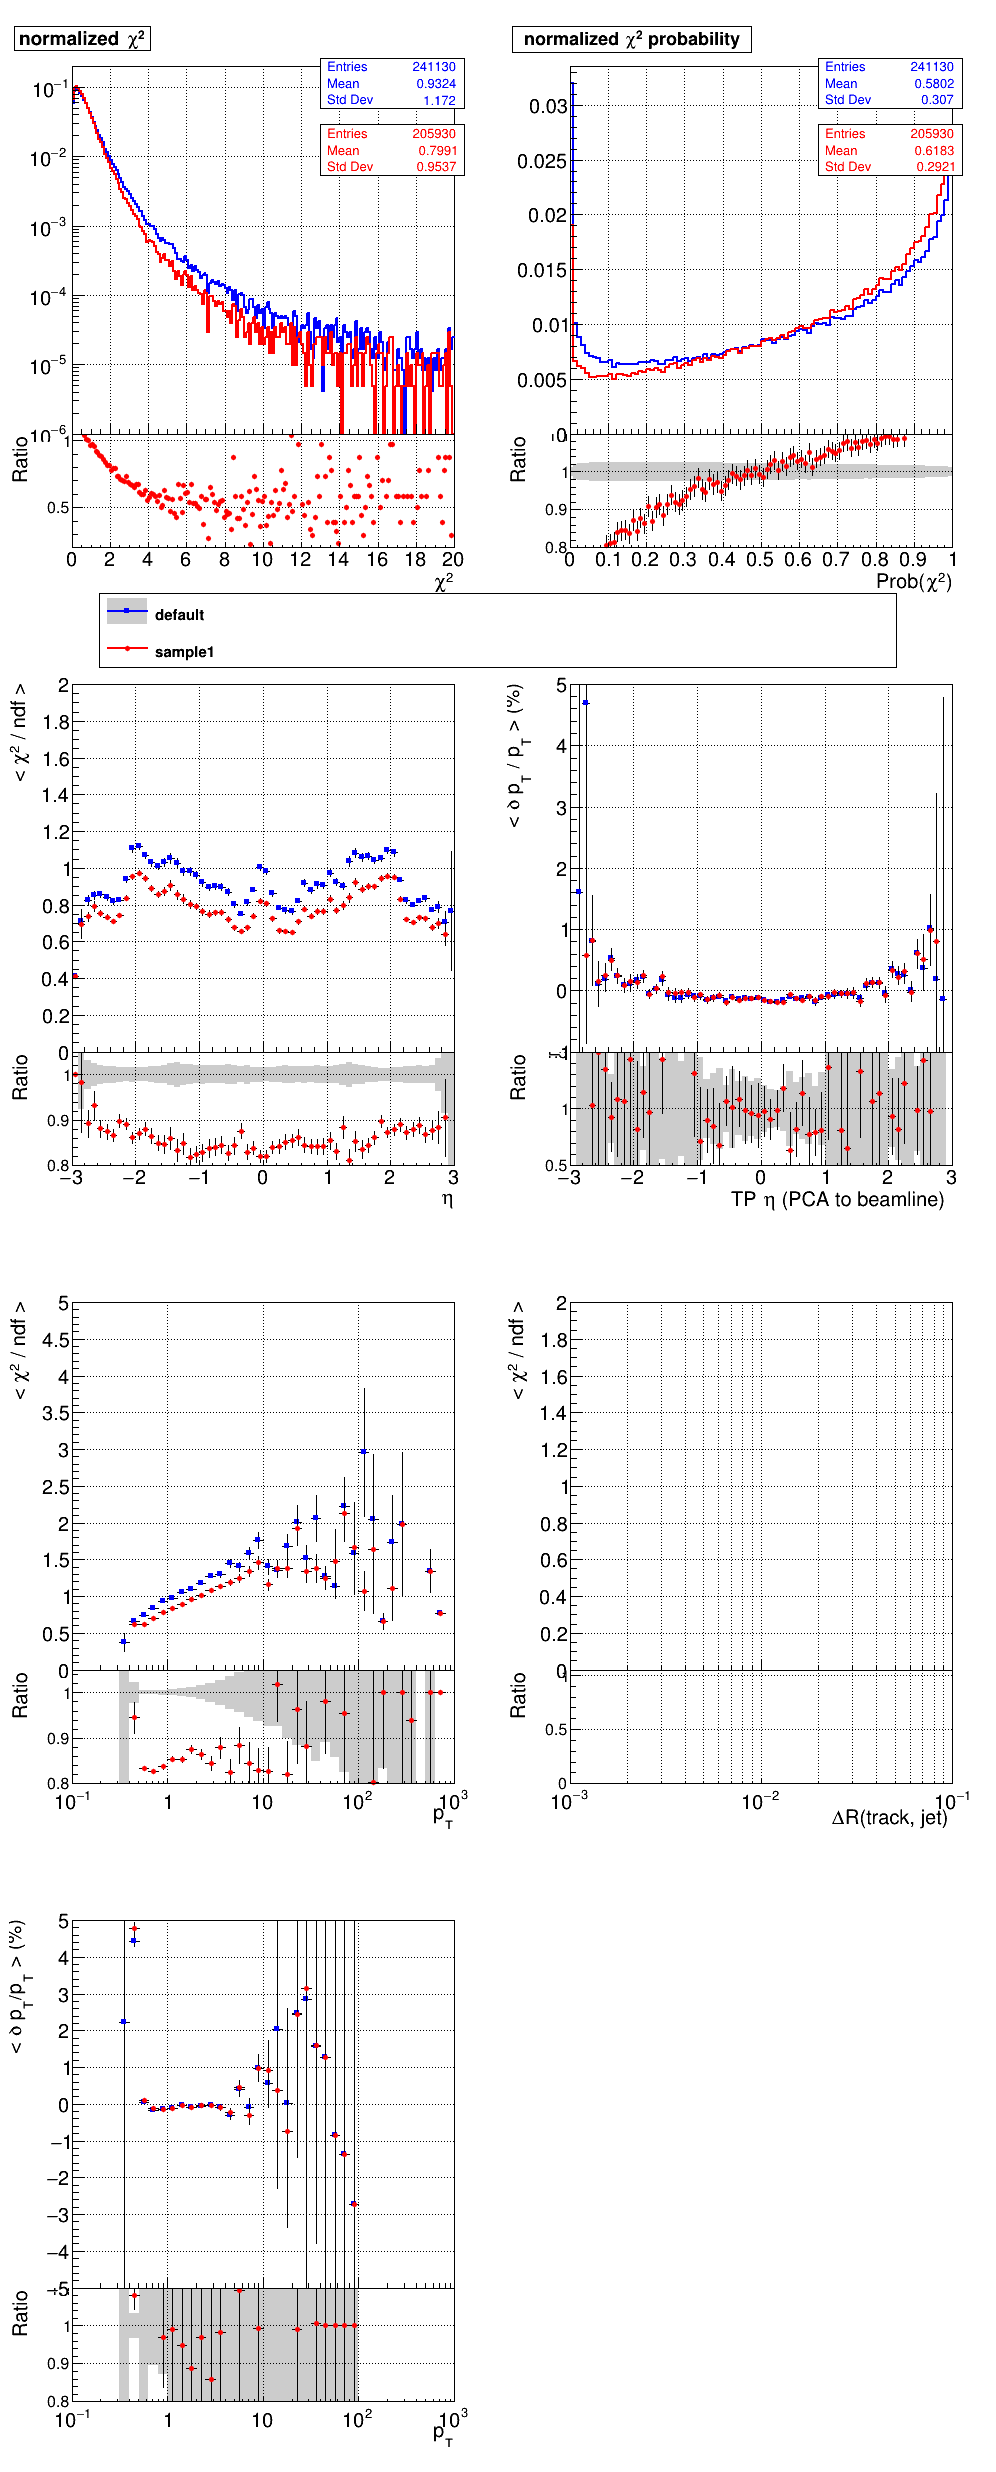 normalized χ²
Entries 241130
Mean 0.9324
Std Dev 1.172
Entries 205930
Mean 0.7991
Std Dev 0.9537
10⁻¹
10⁻²
10⁻³
10⁻⁴
10⁻⁵
10⁻⁶
Ratio
1
0.5
0 2 4 6 8 10 12 14 16 18 20
χ²
normalized χ² probability
Entries 241130
Mean 0.5802
Std Dev 0.307
Entries 205930
Mean 0.6183
Std Dev 0.2921
0.03
0.025
0.02
0.015
0.01
0.005
0
Ratio
1
0.9
0.8
0 0.1 0.2 0.3 0.4 0.5 0.6 0.7 0.8 0.9 1
Prob(χ²)
default
sample1
< χ² / ndf >
2
1.8
1.6
1.4
1.2
1
0.8
0.6
0.4
0.2
0
Ratio
1
0.9
0.8
−3 −2 −1 0 1 2 3
η
< δ p_T / p_T > (%)
5
4
3
2
1
0
−1
Ratio
1
0.5
−3 −2 −1 0 1 2 3
TP η (PCA to beamline)
< χ² / ndf >
5
4.5
4
3.5
3
2.5
2
1.5
1
0.5
0
Ratio
1
0.9
0.8
10⁻¹ 1 10 10² 10³
p_T
< χ² / ndf >
2
1.8
1.6
1.4
1.2
1
0.8
0.6
0.4
0.2
0
Ratio
1
0.5
0
10⁻³ 10⁻² 10⁻¹
ΔR(track, jet)
< δ p_T/p_T > (%)
5
4
3
2
1
0
−1
−2
−3
−4
−5
Ratio
1
0.9
0.8
10⁻¹ 1 10 10² 10³
p_T